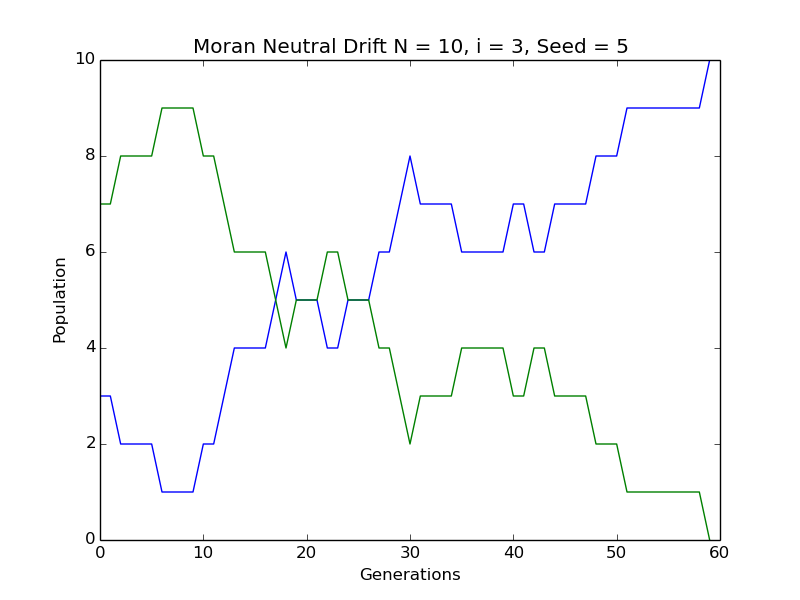 Moran Neutral Drift N = 10, i = 3, Seed = 5
10
8
6
4
2
0
Population
0 10 20 30 40 50 60
Generations